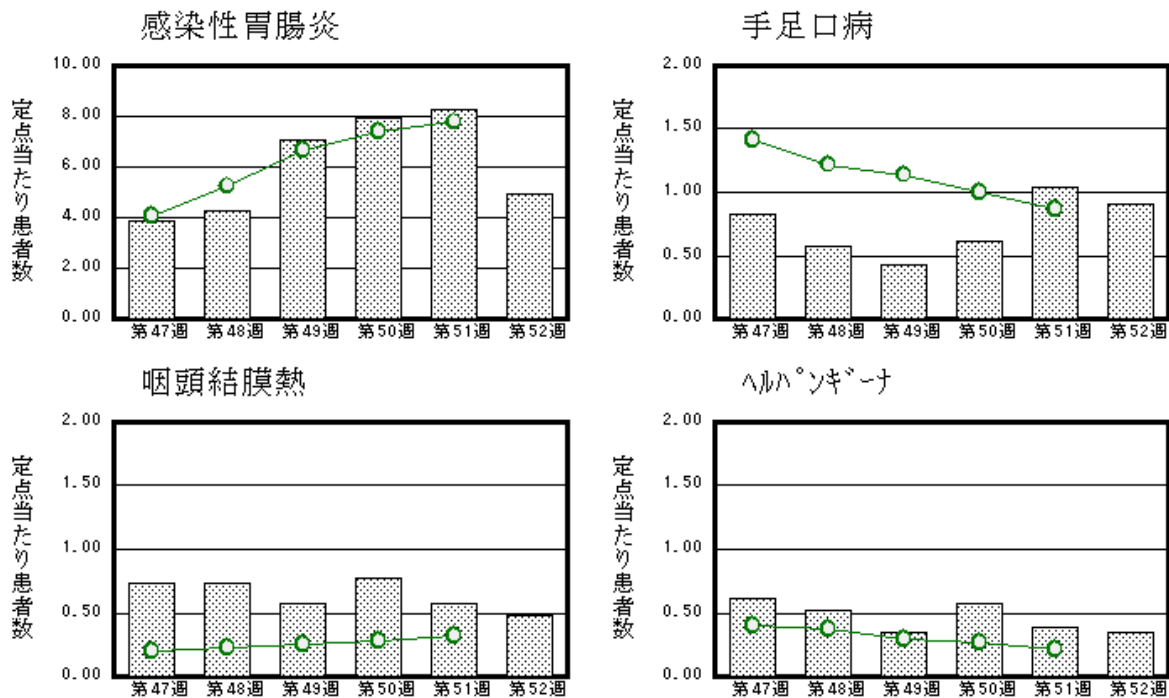 感染性胃腸炎
定点当たり患者数
10.00
8.00
6.00
4.00
2.00
0.00
第47週 第48週 第49週 第50週 第51週 第52週
手足口病
定点当たり患者数
2.00
1.50
1.00
0.50
0.00
第47週 第48週 第49週 第50週 第51週 第52週
咽頭結膜熱
定点当たり患者数
2.00
1.50
1.00
0.50
0.00
第47週 第48週 第49週 第50週 第51週 第52週
ﾍﾙﾊﾟﾝｷﾞｰﾅ
定点当たり患者数
2.00
1.50
1.00
0.50
0.00
第47週 第48週 第49週 第50週 第51週 第52週